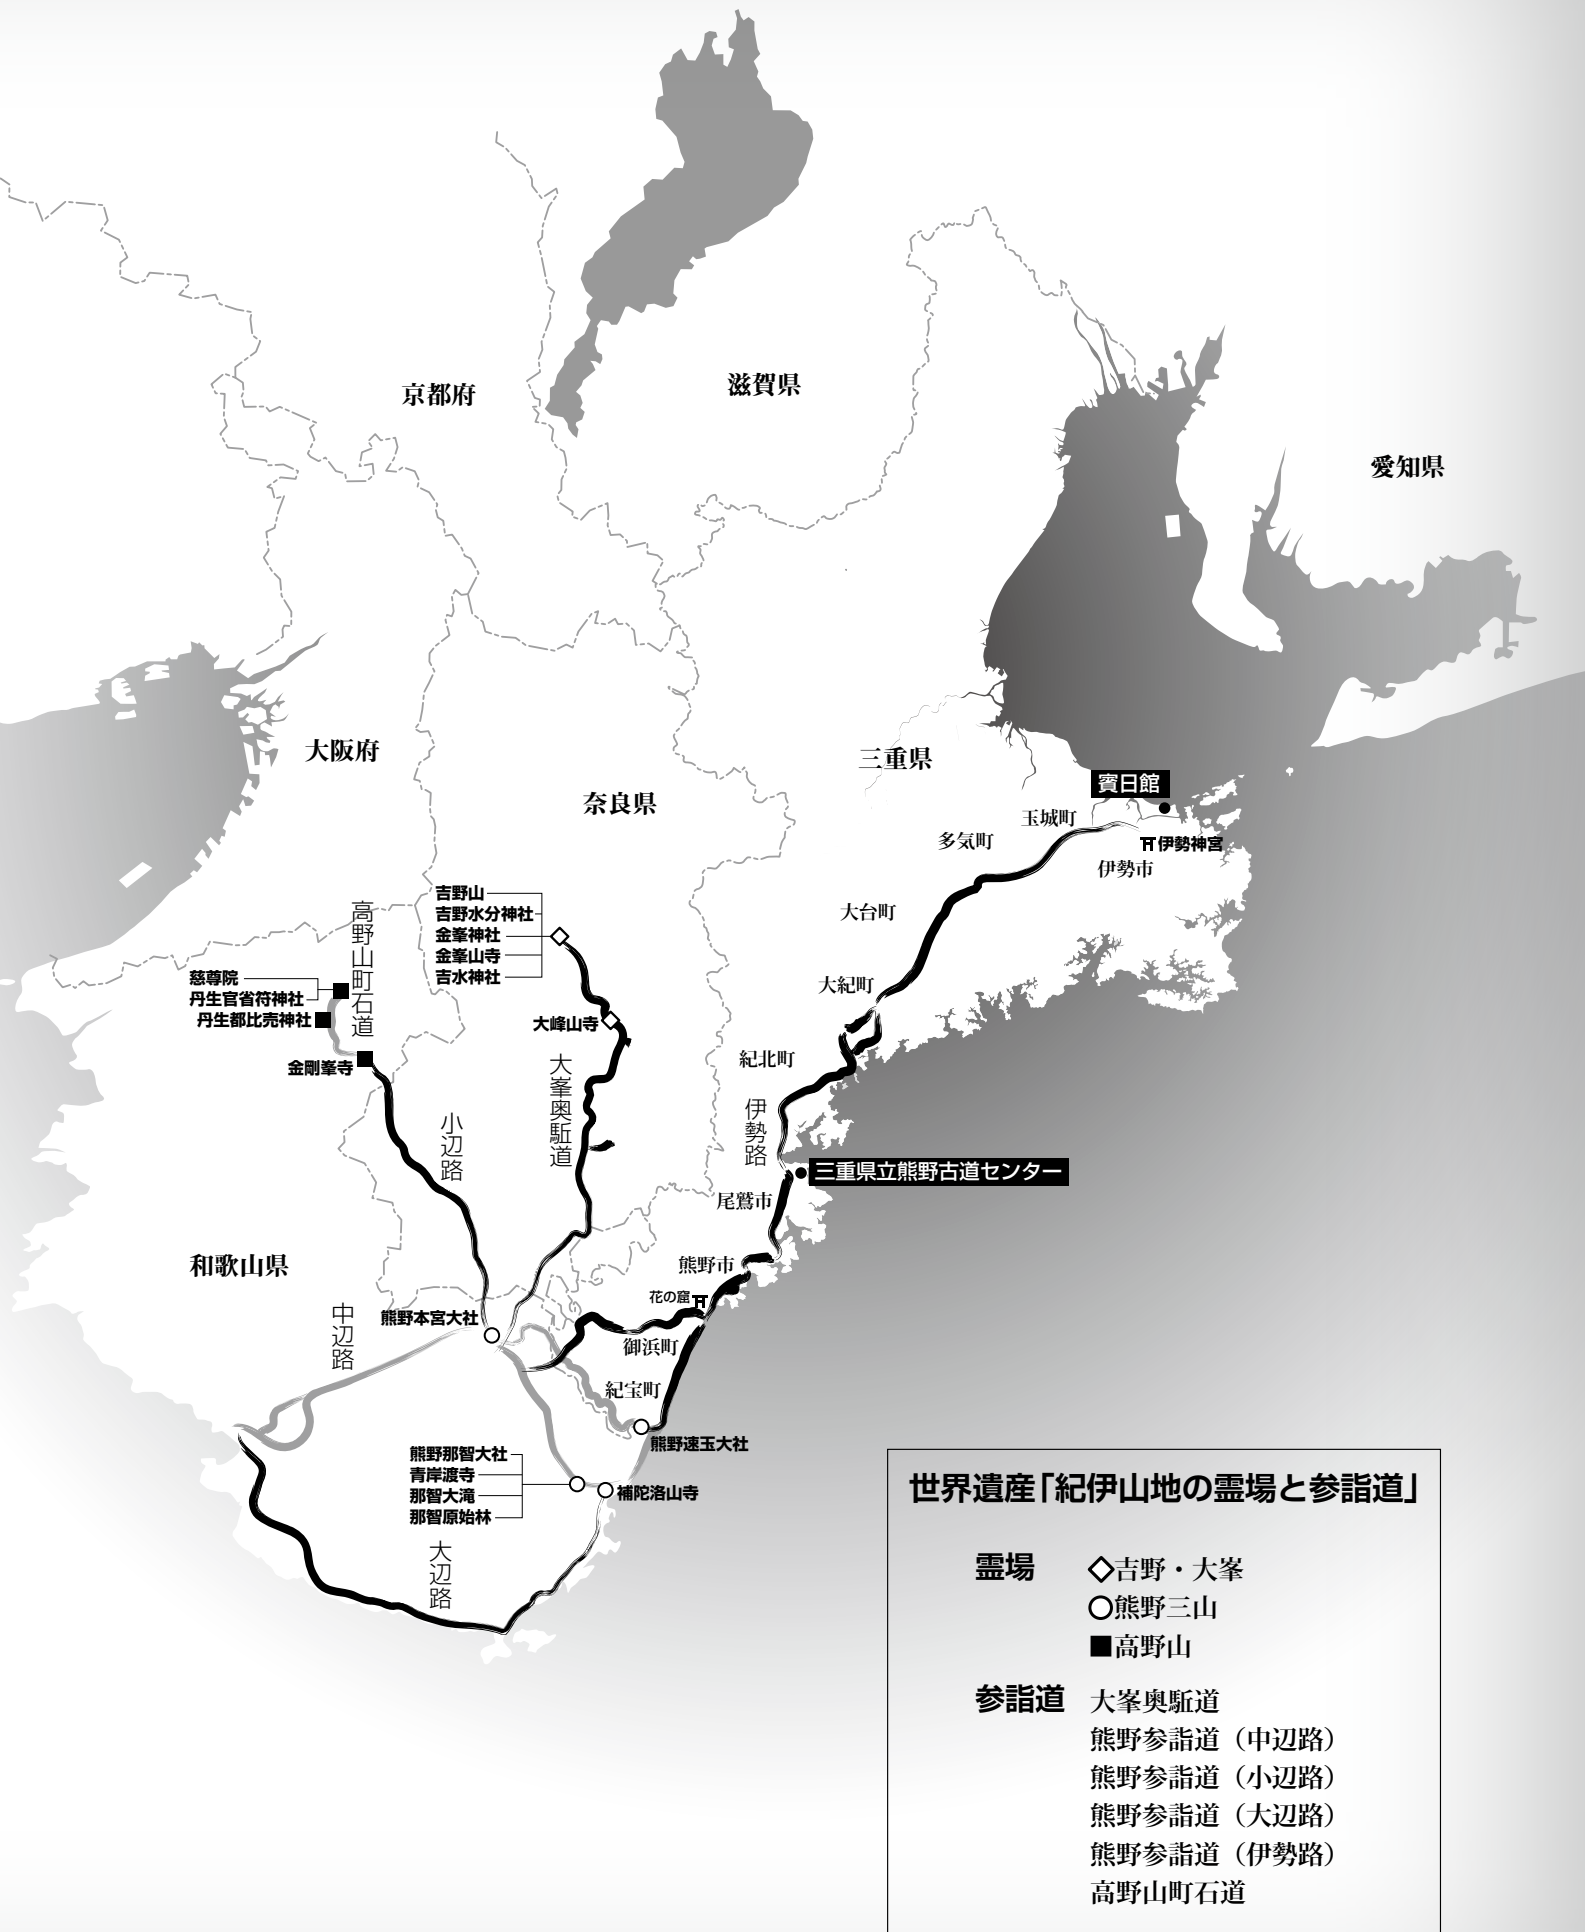 京都府
滋賀県
愛知県
大阪府
奈良県
三重県
賓日館
玉城町
多気町
伊勢神宮
伊勢市
大台町
大紀町
吉野山
吉野水分神社
金峯神社
金峯山寺
吉水神社
高野山町石道
慈尊院
丹生官省符神社
丹生都比売神社
金剛峯寺
大峰山寺
大峯奥駈道
小辺路
紀北町
伊勢路
三重県立熊野古道センター
尾鷲市
熊野市
花の窟
和歌山県
中辺路
熊野本宮大社
御浜町
紀宝町
熊野速玉大社
熊野那智大社
青岸渡寺
那智大滝
那智原始林
補陀洛山寺
大辺路
世界遺産「紀伊山地の霊場と参詣道」
霊場 ◇吉野・大峯
○熊野三山
■高野山
参詣道 大峯奥駈道
熊野参詣道（中辺路）
熊野参詣道（小辺路）
熊野参詣道（大辺路）
熊野参詣道（伊勢路）
高野山町石道